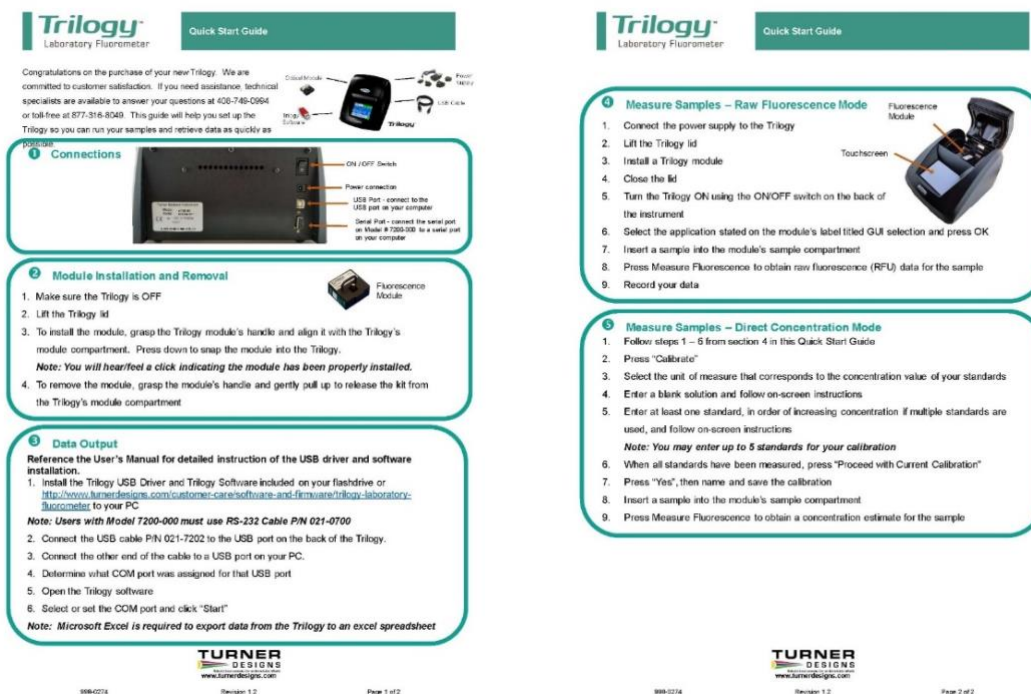 Trilogy™
Laboratory Fluorometer
Quick Start Guide
Congratulations on the purchase of your new Trilogy. We are
committed to customer satisfaction. If you need assistance, technical
specialists are available to answer your questions at 408-749-0994
or toll-free at 877-316-8049. This guide will help you set up the
Trilogy so you can run your samples and retrieve data as quickly as
possible.
Optical Module
Power Supply
USB Cable
Trilogy Software
Trilogy
1 Connections
ON / OFF Switch
Power connection
USB Port - connect to the
USB port on your computer
Serial Port - connect the serial port
on Model # 7200-000 to a serial port
on your computer
2 Module Installation and Removal
Fluorescence
Module
1. Make sure the Trilogy is OFF
2. Lift the Trilogy lid
3. To install the module, grasp the Trilogy module's handle and align it with the Trilogy's
module compartment. Press down to snap the module into the Trilogy.
Note: You will hear/feel a click indicating the module has been properly installed.
4. To remove the module, grasp the module's handle and gently pull up to release the kit from
the Trilogy's module compartment
3 Data Output
Reference the User's Manual for detailed instruction of the USB driver and software
installation.
1. Install the Trilogy USB Driver and Trilogy Software included on your flashdrive or
http://www.turnerdesigns.com/customer-care/software-and-firmware/trilogy-laboratory-
fluorometer to your PC
Note: Users with Model 7200-000 must use RS-232 Cable P/N 021-0700
2. Connect the USB cable P/N 021-7202 to the USB port on the back of the Trilogy.
3. Connect the other end of the cable to a USB port on your PC.
4. Determine what COM port was assigned for that USB port
5. Open the Trilogy software
6. Select or set the COM port and click "Start"
Note: Microsoft Excel is required to export data from the Trilogy to an excel spreadsheet
TURNER
DESIGNS
www.turnerdesigns.com
998-0274
Revision 1.2
Page 1 of 2
Trilogy™
Laboratory Fluorometer
Quick Start Guide
4 Measure Samples – Raw Fluorescence Mode
Fluorescence
Module
Touchscreen
1. Connect the power supply to the Trilogy
2. Lift the Trilogy lid
3. Install a Trilogy module
4. Close the lid
5. Turn the Trilogy ON using the ON/OFF switch on the back of
the instrument
6. Select the application stated on the module's label titled GUI selection and press OK
7. Insert a sample into the module's sample compartment
8. Press Measure Fluorescence to obtain raw fluorescence (RFU) data for the sample
9. Record your data
5 Measure Samples – Direct Concentration Mode
1. Follow steps 1 – 6 from section 4 in this Quick Start Guide
2. Press "Calibrate"
3. Select the unit of measure that corresponds to the concentration value of your standards
4. Enter a blank solution and follow on-screen instructions
5. Enter at least one standard, in order of increasing concentration if multiple standards are
used, and follow on-screen instructions
Note: You may enter up to 5 standards for your calibration
6. When all standards have been measured, press "Proceed with Current Calibration"
7. Press "Yes", then name and save the calibration
8. Insert a sample into the module's sample compartment
9. Press Measure Fluorescence to obtain a concentration estimate for the sample
TURNER
DESIGNS
www.turnerdesigns.com
998-0274
Revision 1.2
Page 2 of 2